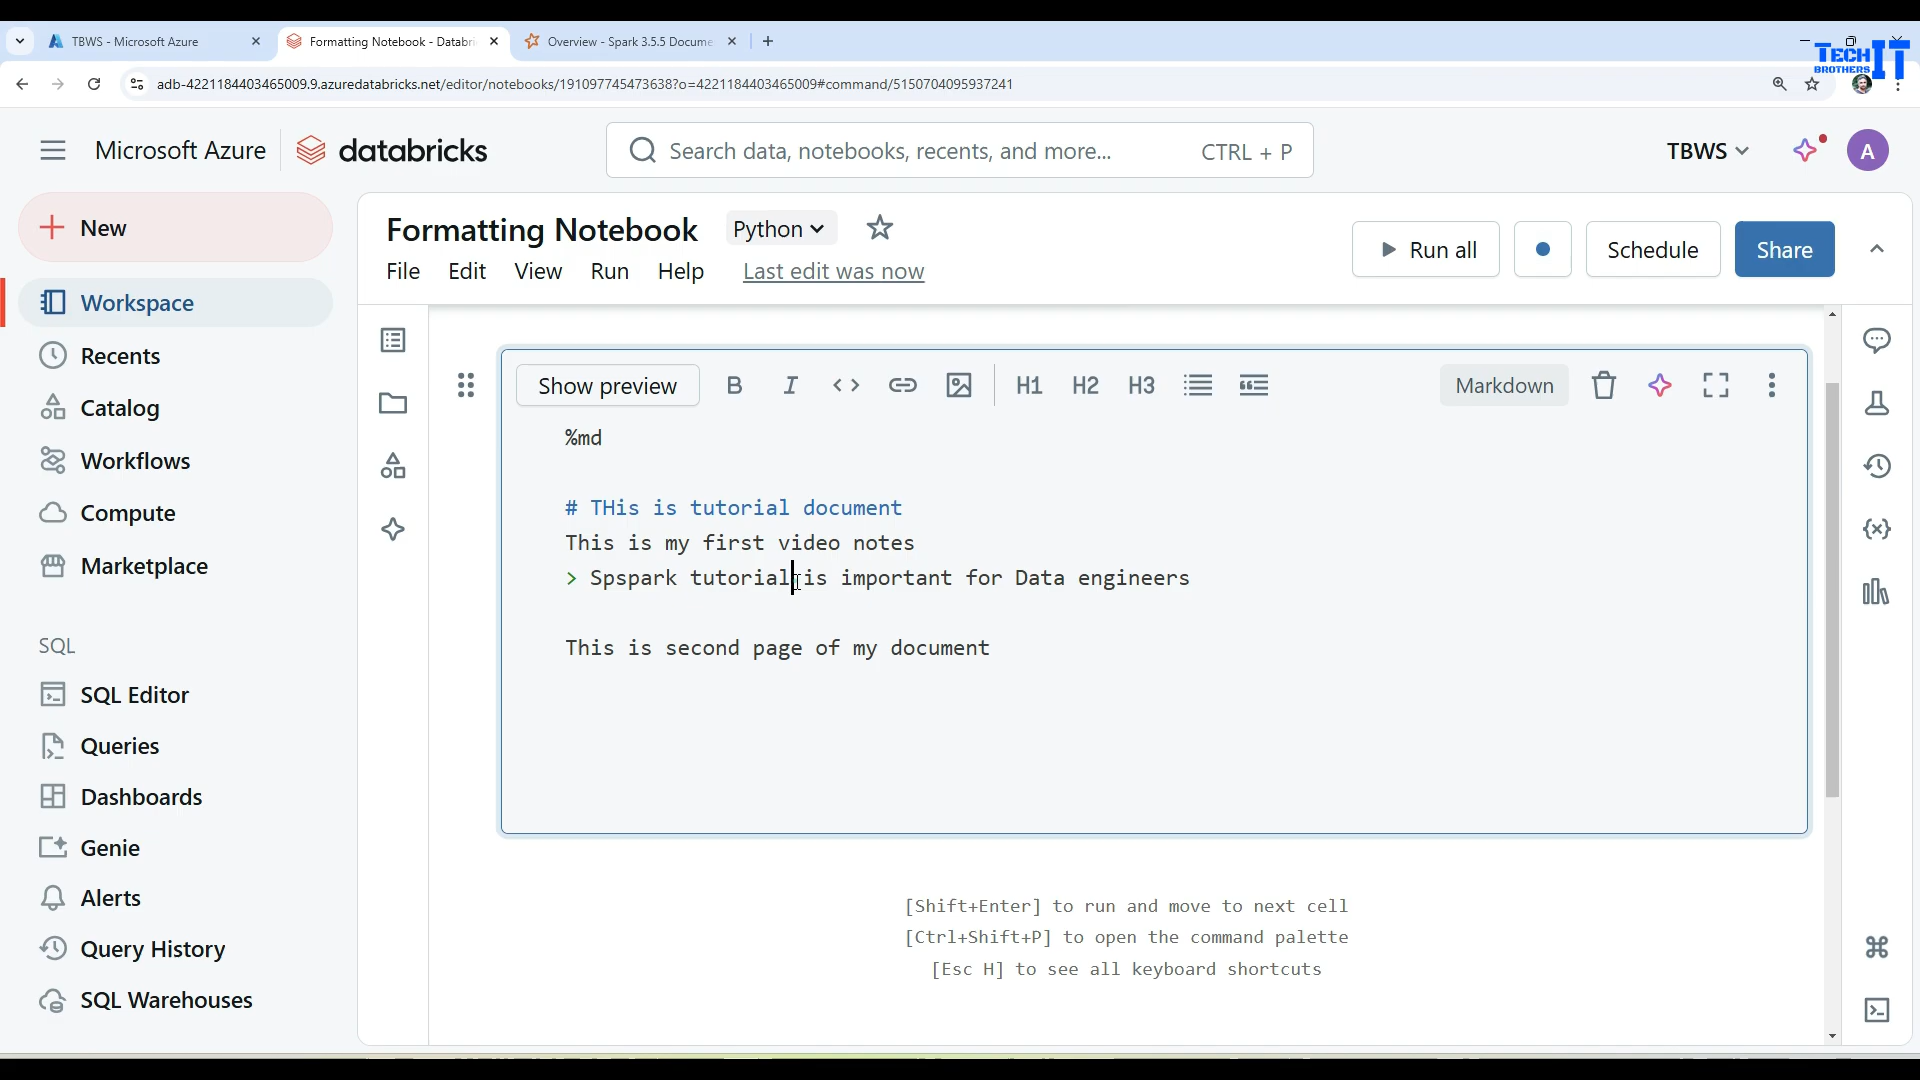 TBWS - Microsoft Azure
Formatting Notebook - Databri
Overview - Spark 3.5.5 Docume
TECH IT
BROTHERS
adb-4221184403465009.9.azuredatabricks.net/editor/notebooks/191097745473638?o=4221184403465009#command/5150704095937241
Microsoft Azure
databricks
Search data, notebooks, recents, and more...
CTRL + P
TBWS
A
New
Workspace
Recents
Catalog
Workflows
Compute
Marketplace
SQL
SQL Editor
Queries
Dashboards
Genie
Alerts
Query History
SQL Warehouses
Formatting Notebook
Python
File Edit View Run Help Last edit was now
Run all
Schedule
Share
Show preview
B I <> H1 H2 H3
Markdown
%md
# THis is tutorial document
This is my first video notes
> Spspark tutorial is important for Data engineers
This is second page of my document
[Shift+Enter] to run and move to next cell
[Ctrl+Shift+P] to open the command palette
[Esc H] to see all keyboard shortcuts